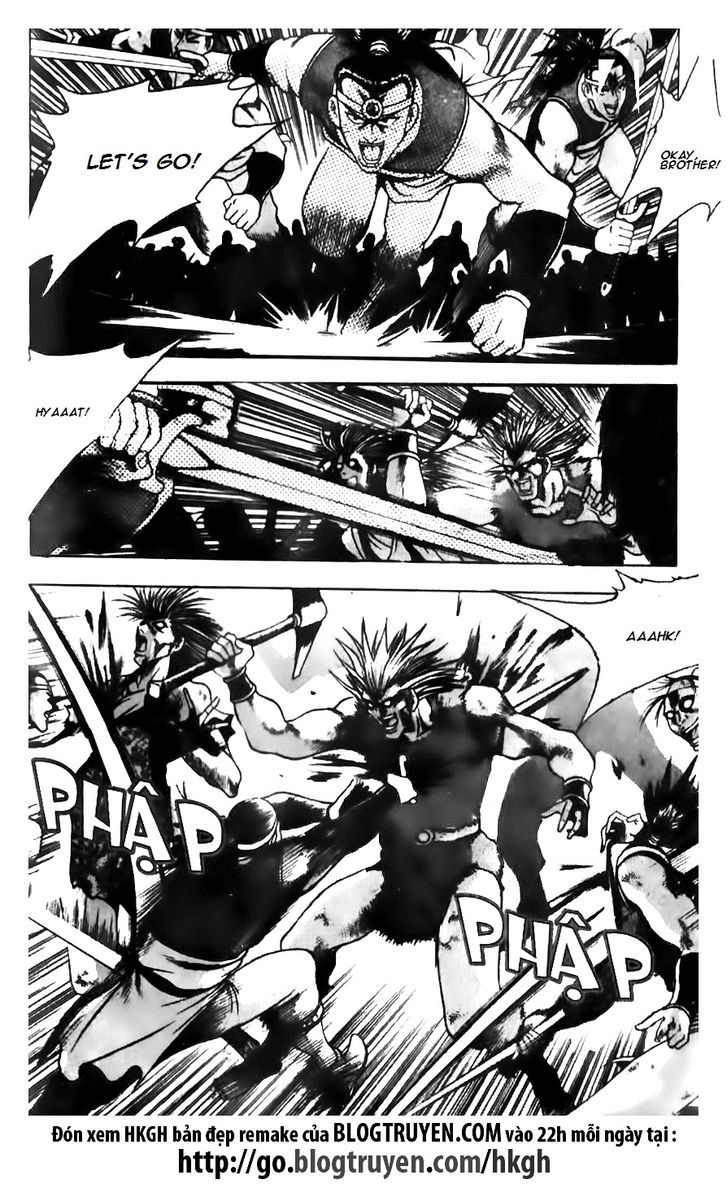 LET'S GO!
OKAY
BROTHER!
HYAAAT!
AAAHK!
PHẬP
PHẬP
Đón xem HKGH bản đẹp remake của BLOGTRUYEN.COM vào 22h mỗi ngày tại :
http://go.blogtruyen.com/hkgh